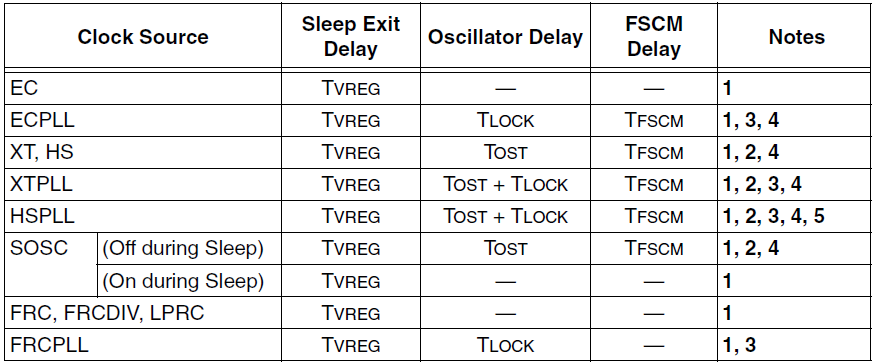 Clock Source Sleep Exit Delay Oscillator Delay FSCM Delay Notes
EC TVREG — — 1
ECPLL TVREG TLOCK TFSCM 1, 3, 4
XT, HS TVREG TOST TFSCM 1, 2, 4
XTPLL TVREG TOST + TLOCK TFSCM 1, 2, 3, 4
HSPLL TVREG TOST + TLOCK TFSCM 1, 2, 3, 4, 5
SOSC (Off during Sleep) TVREG TOST TFSCM 1, 2, 4
(On during Sleep) TVREG — — 1
FRC, FRCDIV, LPRC TVREG — — 1
FRCPLL TVREG TLOCK — 1, 3